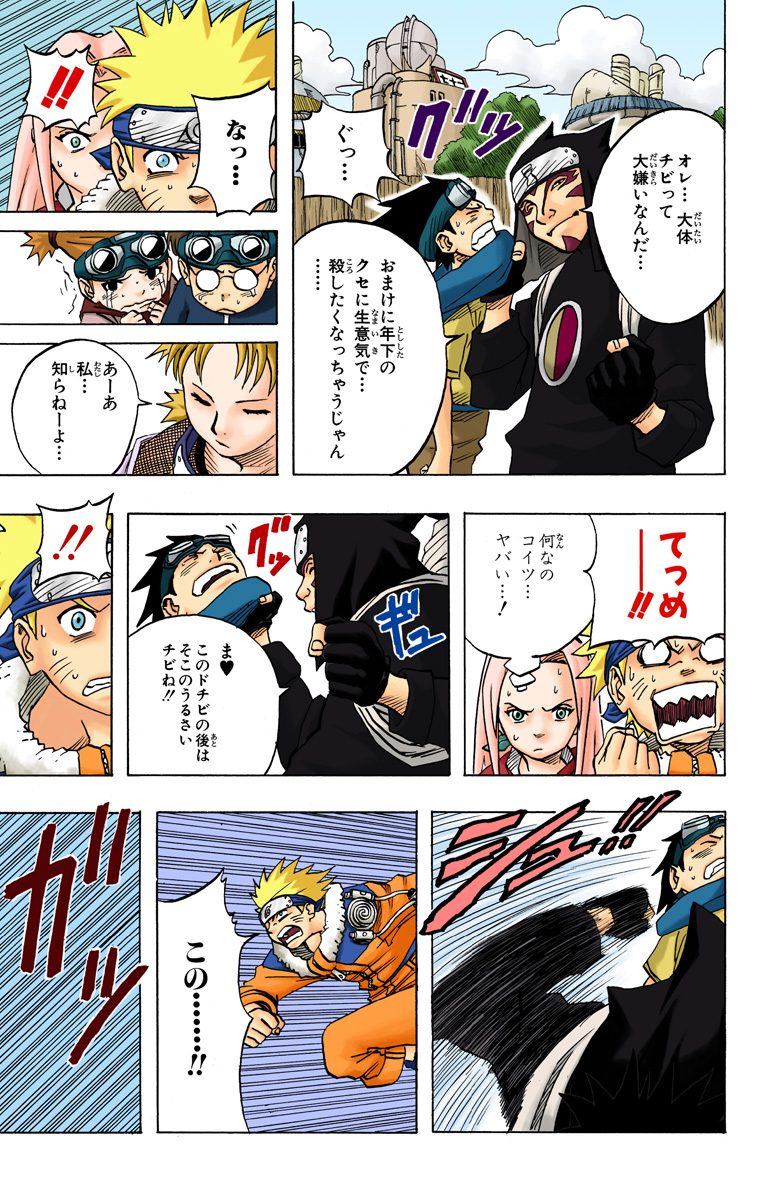 オレ…大体
チビって
大嫌いなんだ…
グッ
ぐっ…
おまけに年下の
クセに生意気で…
殺したくなっちゃうじゃん
……
なっ…
!!
あーあ
私…
知らねーよ…
てつめ
——!!
何なの
コイツ…
ヤバい…!
グッ
ギュ
ま♥
このドチビの後は
そこのうるさい
チビね!!
!!
シュ!!
この………!!
ガッ